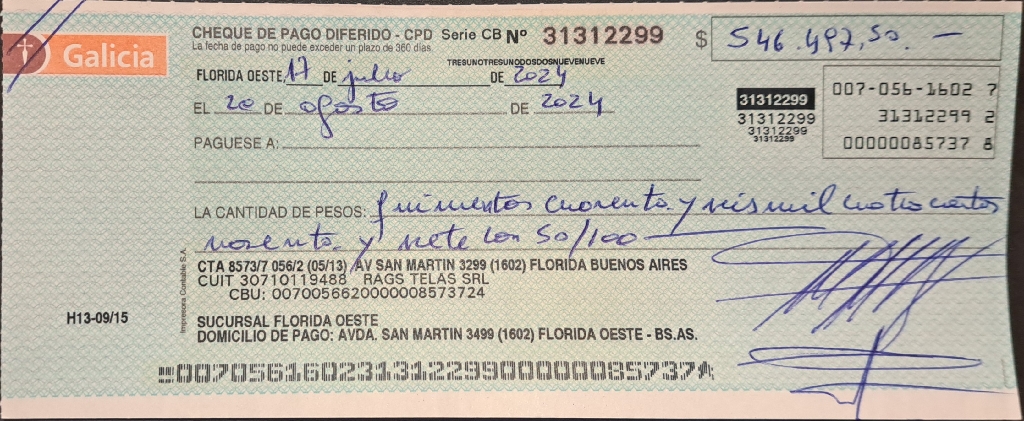 Galicia
CHEQUE DE PAGO DIFERIDO - CPD Serie CB Nº 31312299 $ 546.497,50.-
La fecha de pago no puede exceder un plazo de 360 días.
TRESUNOTRESUNODOSDOSNUEVENUEVE
FLORIDA OESTE, 17 DE julio DE 2024
EL 20 DE agosto DE 2024
31312299
31312299
31312299
31312299
007-056-1602 7
31312299 2
00000085737 8
PAGUESE A:
LA CANTIDAD DE PESOS: quinientos cuarenta y seis mil cuatrocientos
noventa y siete con 50/100
CTA 8573/7 056/2 (05/13) AV SAN MARTIN 3299 (1602) FLORIDA BUENOS AIRES
CUIT 30710119488 RAGS TELAS SRL
CBU: 0070056620000008573724
Impresora Contable S.A.
H13-09/15
SUCURSAL FLORIDA OESTE
DOMICILIO DE PAGO: AVDA. SAN MARTIN 3499 (1602) FLORIDA OESTE - BS.AS.
00705616023131229900000085737